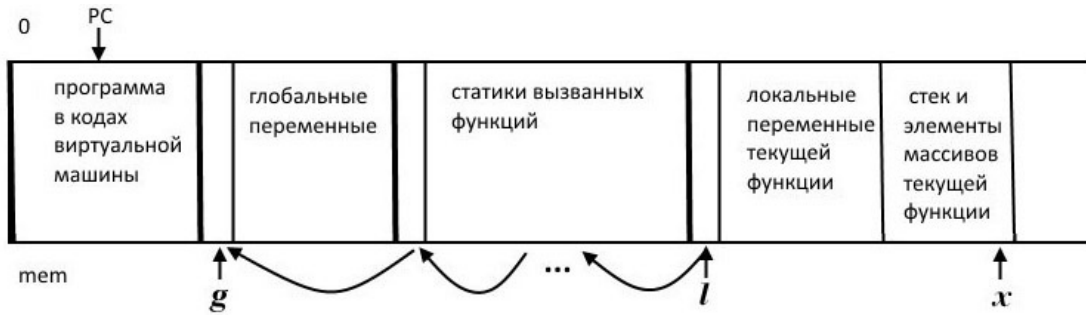 0
PC
программа
в кодах
виртуальной
машины
глобальные
переменные
статики вызванных
функций
локальные
переменные
текущей
функции
стек и
элементы
массивов
текущей
функции
...
mem
g
l
x